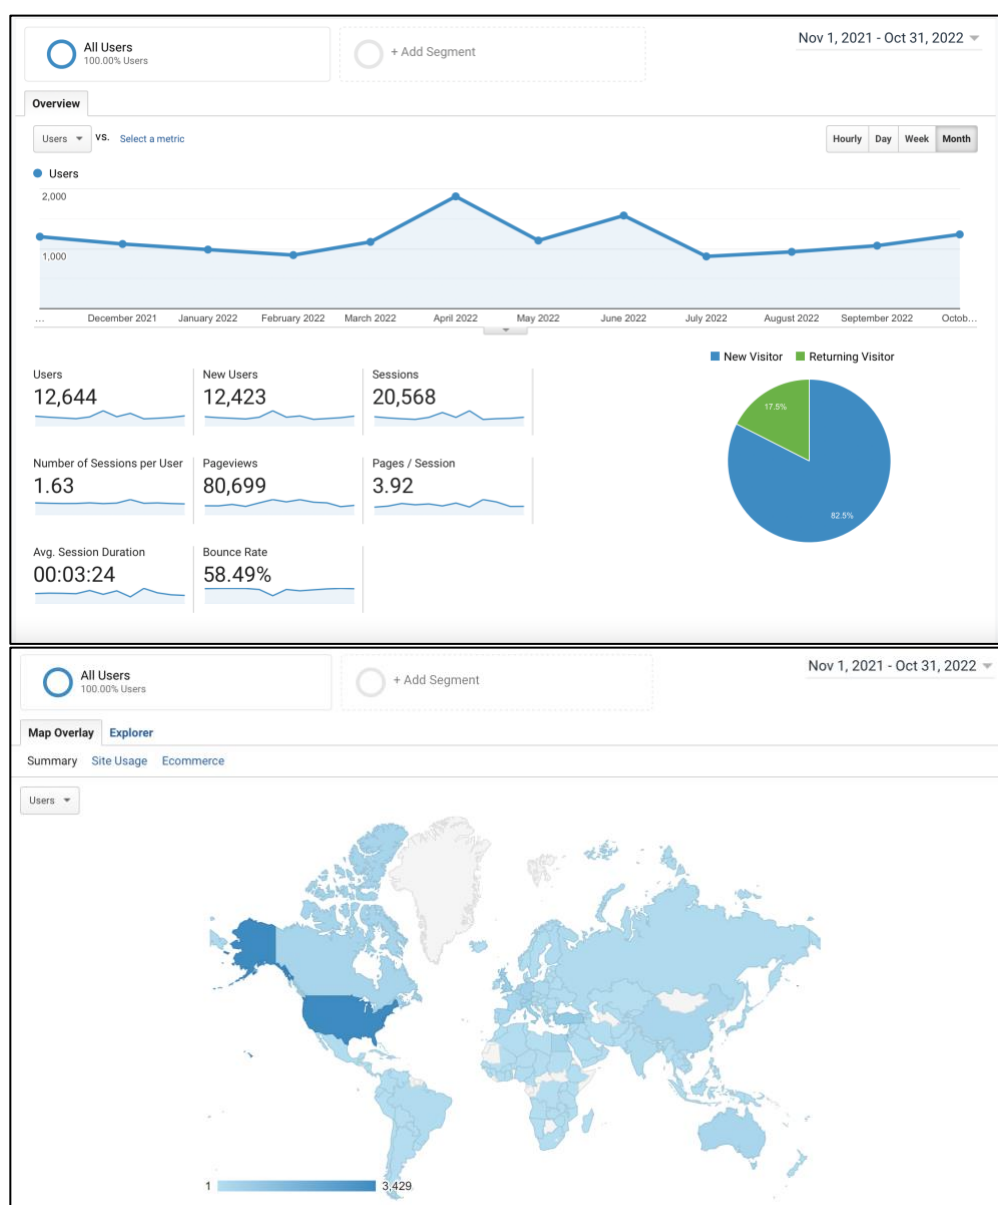 All Users
100.00% Users
+ Add Segment
Nov 1, 2021 - Oct 31, 2022
Overview
Users
VS.
Select a metric
Hourly Day Week Month
Users
2,000
1,000
... December 2021 January 2022 February 2022 March 2022 April 2022 May 2022 June 2022 July 2022 August 2022 September 2022 Octob...
New Visitor Returning Visitor
Users
12,644
New Users
12,423
Sessions
20,568
17.5%
82.5%
Number of Sessions per User
1.63
Pageviews
80,699
Pages / Session
3.92
Avg. Session Duration
00:03:24
Bounce Rate
58.49%
All Users
100.00% Users
+ Add Segment
Nov 1, 2021 - Oct 31, 2022
Map Overlay Explorer
Summary Site Usage Ecommerce
Users
1 3,429